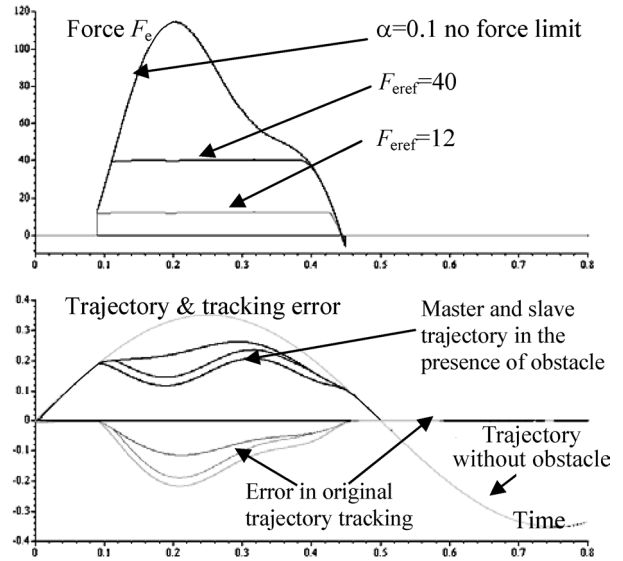 120
Force Fe
α=0.1 no force limit
100
Feref=40
80
Feref=12
60
40
20
0
0 0.1 0.2 0.3 0.4 0.5 0.6 0.7 0.8
0.4
Trajectory & tracking error
Master and slave
trajectory in the
presence of obstacle
0.3
0.2
0.1
0
-0.1
Trajectory
without obstacle
-0.2
Error in original
trajectory tracking
-0.3
Time
-0.4
0 0.1 0.2 0.3 0.4 0.5 0.6 0.7 0.8